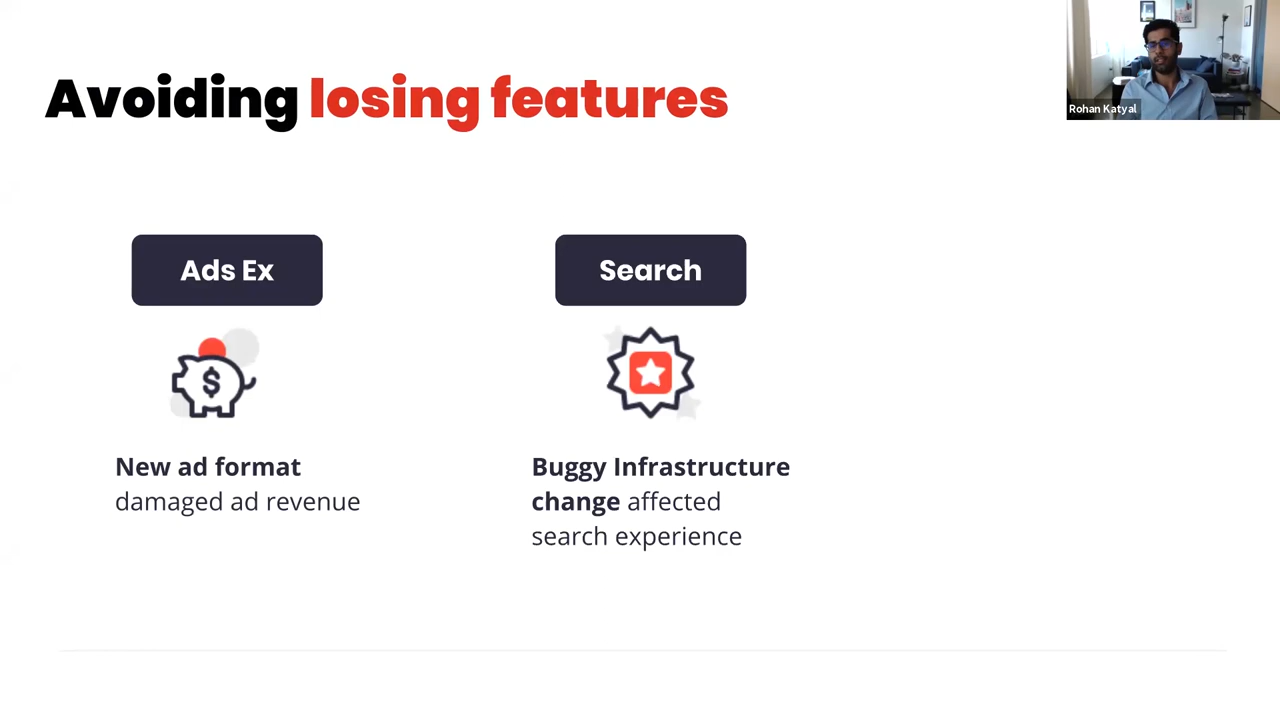 Avoiding losing features
Rohan Katyal
Ads Ex
Search
$
New ad format
damaged ad revenue
Buggy Infrastructure
change affected
search experience